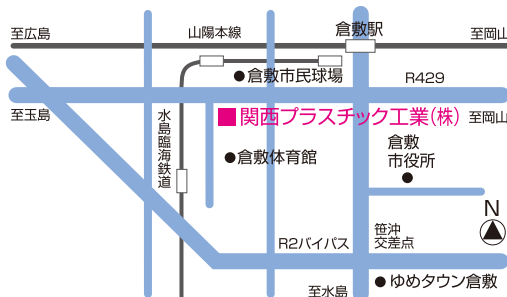 至広島
山陽本線
倉敷駅
至岡山
倉敷市民球場
R429
至玉島
水島臨海鉄道
関西プラスチック工業(株)
至岡山
倉敷体育館
倉敷
市役所
N
R2バイパス
笹沖
交差点
ゆめタウン倉敷
至水島